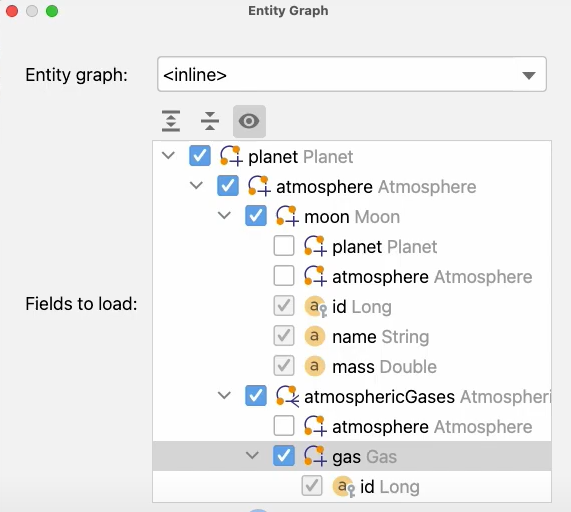 Entity Graph
Entity graph: <inline>
planet Planet
atmosphere Atmosphere
moon Moon
planet Planet
atmosphere Atmosphere
Fields to load:
a id Long
a name String
a mass Double
atmosphericGases Atmospheri
atmosphere Atmosphere
gas Gas
a id Long